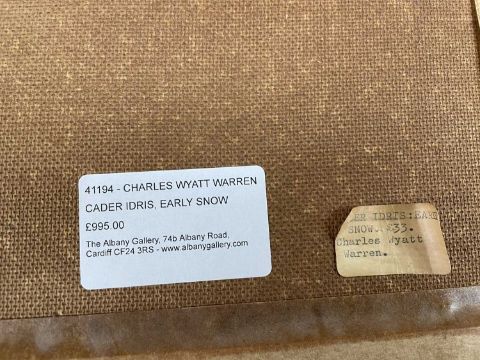 41194 - CHARLES WYATT WARREN
CADER IDRIS, EARLY SNOW
£995.00
The Albany Gallery, 74b Albany Road,
Cardiff CF24 3RS - www.albanygallery.com
ER IDRIS:EAR
SNOW. £33.
Charles Wyatt
Warren.